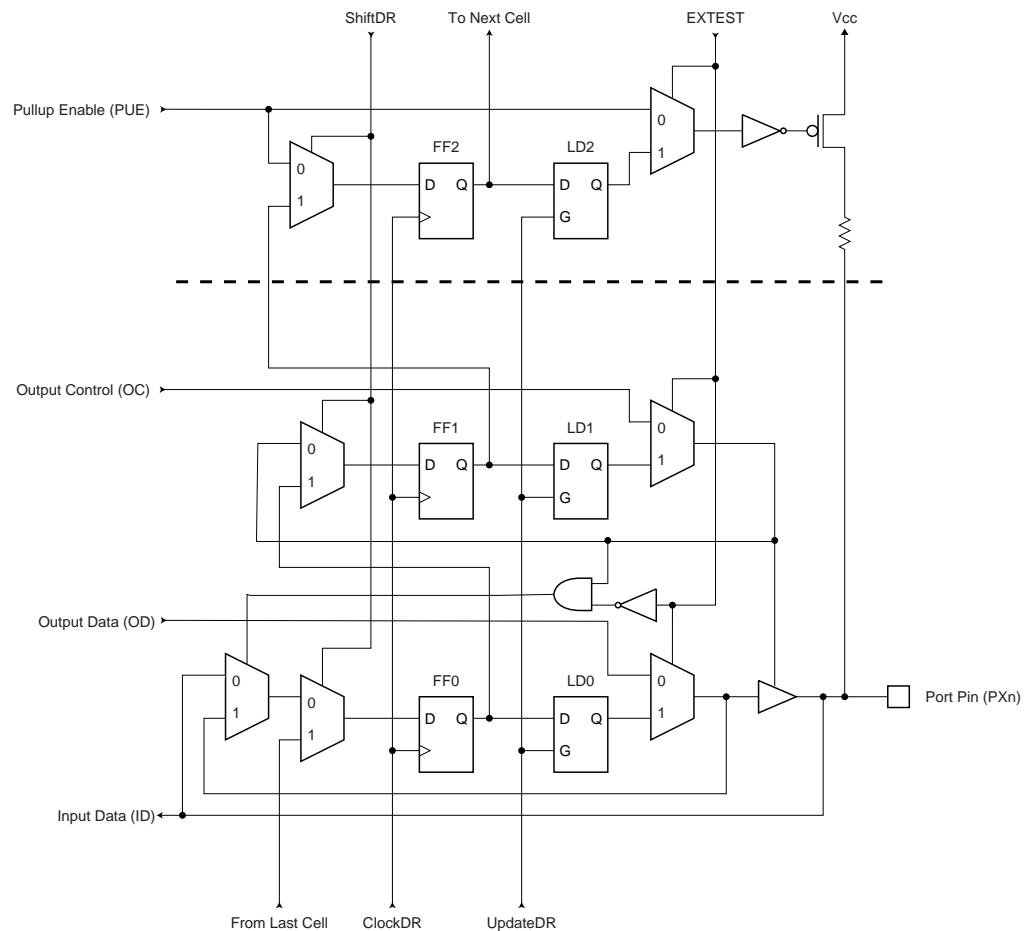 ShiftDR
To Next Cell
EXTEST
Vcc
Pullup Enable (PUE)
0
1
FF2
D Q
LD2
D Q
G
0
1
Output Control (OC)
0
1
FF1
D Q
LD1
D Q
G
0
1
Output Data (OD)
0
1
0
1
FF0
D Q
LD0
D Q
G
0
1
Port Pin (PXn)
Input Data (ID)
From Last Cell
ClockDR
UpdateDR